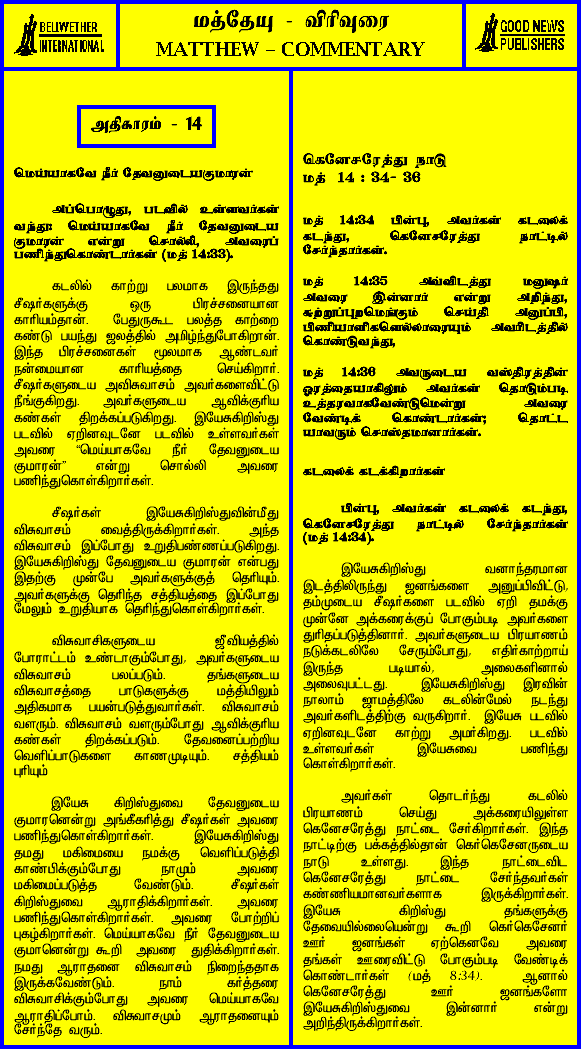 BELIWETHER
INTERNATIONAL
மத்தேயு - விரிவுரை
MATTHEW – COMMENTARY
GOOD NEWS
PUBLISHERS
அதிகாரம் - 14
மெய்யாகவே நீர் தேவனுடையகுமாரன்
அப்பொழுது, படவில் உள்ளவர்கள்
வந்து: மெய்யாகவே நீர் தேவனுடைய
குமாரன் என்று சொல்லி, அவரைப்
பணிந்துகொண்டார்கள் (மத் 14:33).
கடலில் காற்று பலமாக இருந்தது
சீஷர்களுக்கு ஒரு பிரச்சனையான
காரியம்தான். பேதுருகூட பலத்த காற்றை
கண்டு பயந்து ஜலத்தில் அமிழ்ந்துபோகிறான்.
இந்த பிரச்சனைகள் மூலமாக ஆண்டவர்
நன்மையான காரியத்தை செய்கிறார்.
சீஷர்களுடைய அவிசுவாசம் அவர்களைவிட்டு
நீங்குகிறது. அவர்களுடைய ஆவிக்குரிய
கண்கள் திறக்கப்படுகிறது. இயேசுகிறிஸ்து
படவில் ஏறினவுடனே படவில் உள்ளவர்கள்
அவரை “மெய்யாகவே நீர் தேவனுடைய
குமாரன்” என்று சொல்லி அவரை
பணிந்துகொள்கிறார்கள்.
சீஷர்கள் இயேசுகிறிஸ்துவின்மீது
விசுவாசம் வைத்திருக்கிறார்கள். அந்த
விசுவாசம் இப்போது உறுதிபண்ணப்படுகிறது.
இயேசுகிறிஸ்து தேவனுடைய குமாரன் என்பது
இதற்கு முன்பே அவர்களுக்குத் தெரியும்.
அவர்களுக்கு தெரிந்த சத்தியத்தை இப்போது
மேலும் உறுதியாக தெரிந்துகொள்கிறார்கள்.
விசுவாசிகளுடைய ஜீவியத்தில்
போராட்டம் உண்டாகும்போது, அவர்களுடைய
விசுவாசம் பலப்படும். தங்களுடைய
விசுவாசத்தை பாடுகளுக்கு மத்தியிலும்
அதிகமாக பயன்படுத்துவார்கள். விசுவாசம்
வளரும். விசுவாசம் வளரும்போது ஆவிக்குரிய
கண்கள் திறக்கப்படும். தேவனைப்பற்றிய
வெளிப்பாடுகளை காணமுடியும். சத்தியம்
புரியும்
இயேசு கிறிஸ்துவை தேவனுடைய
குமாரனென்று அங்கீகரித்து சீஷர்கள் அவரை
பணிந்துகொள்கிறார்கள். இயேசுகிறிஸ்து
தமது மகிமையை நமக்கு வெளிப்படுத்தி
காண்பிக்கும்போது நாமும் அவரை
மகிமைப்படுத்த வேண்டும். சீஷர்கள்
கிறிஸ்துவை ஆராதிக்கிறார்கள். அவரை
பணிந்துகொள்கிறார்கள். அவரை போற்றிப்
புகழ்கிறார்கள். மெய்யாகவே நீர் தேவனுடைய
குமானென்று கூறி அவரை துதிக்கிறார்கள்.
நமது ஆராதனை விசுவாசம் நிறைந்ததாக
இருக்கவேண்டும். நாம் கர்த்தரை
விசுவாசிக்கும்போது அவரை மெய்யாகவே
ஆராதிப்போம். விசுவாசமும் ஆராதனையும்
சேர்ந்தே வரும்.
கெனேசரேத்து நாடு
மத் 14 : 34- 36
மத் 14:34 பின்பு, அவர்கள் கடலைக்
கடந்து, கெனேசரேத்து நாட்டில்
சேர்ந்தார்கள்.
மத் 14:35 அவ்விடத்து மனுஷர்
அவரை இன்னார் என்று அறிந்து,
சுற்றுப்புறமெங்கும் செய்தி அனுப்பி,
பிணியாளிகளெல்லாரையும் அவரிடத்தில்
கொண்டுவந்து,
மத் 14:36 அவருடைய வஸ்திரத்தின்
ஓரத்தையாகிலும் அவர்கள் தொடும்படி
உத்தரவாகவேண்டுமென்று அவரை
வேண்டிக் கொண்டார்கள்; தொட்ட
யாவரும் சொஸ்தமானார்கள்.
கடலைக் கடக்கிறார்கள்
பின்பு, அவர்கள் கடலைக் கடந்து,
கெனேசரேத்து நாட்டில் சேர்ந்தார்கள்
(மத் 14:34).
இயேசுகிறிஸ்து வனாந்தரமான
இடத்திலிருந்து ஜனங்களை அனுப்பிவிட்டு,
தம்முடைய சீஷர்களை படவில் ஏறி தமக்கு
முன்னே அக்கரைக்குப் போகும்படி அவர்களை
துரிதப்படுத்தினார். அவர்களுடைய பிரயாணம்
நடுக்கடலிலே சேரும்போது, எதிர்காற்றாய்
இருந்த படியால், அலைகளினால்
அலைவுபட்டது. இயேசுகிறிஸ்து இரவின்
நாலாம் ஜாமத்திலே கடலின்மேல் நடந்து
அவர்களிடத்திற்கு வருகிறார். இயேசு படவில்
ஏறினவுடனே காற்று அமர்கிறது. படவில்
உள்ளவர்கள் இயேசுவை பணிந்து
கொள்கிறார்கள்.
அவர்கள் தொடர்ந்து கடலில்
பிரயாணம் செய்து அக்கரையிலுள்ள
கெனேசரேத்து நாட்டை சேர்கிறார்கள். இந்த
நாட்டிற்கு பக்கத்தில்தான் கெர்கெசேனருடைய
நாடு உள்ளது. இந்த நாட்டைவிட
கெனேசரேத்து நாட்டை சேர்ந்தவர்கள்
கண்ணியமானவர்களாக இருக்கிறார்கள்.
இயேசு கிறிஸ்து தங்களுக்கு
தேவையில்லையென்று கூறி கெர்கெசேனர்
ஊர் ஜனங்கள் ஏற்கெனவே அவரை
தங்கள் ஊரைவிட்டு போகும்படி வேண்டிக்
கொண்டார்கள் (மத் 8:34). ஆனால்
கெனேசரேத்து ஊர் ஜனங்களோ
இயேசுகிறிஸ்துவை இன்னார் என்று
அறிந்திருக்கிறார்கள்.